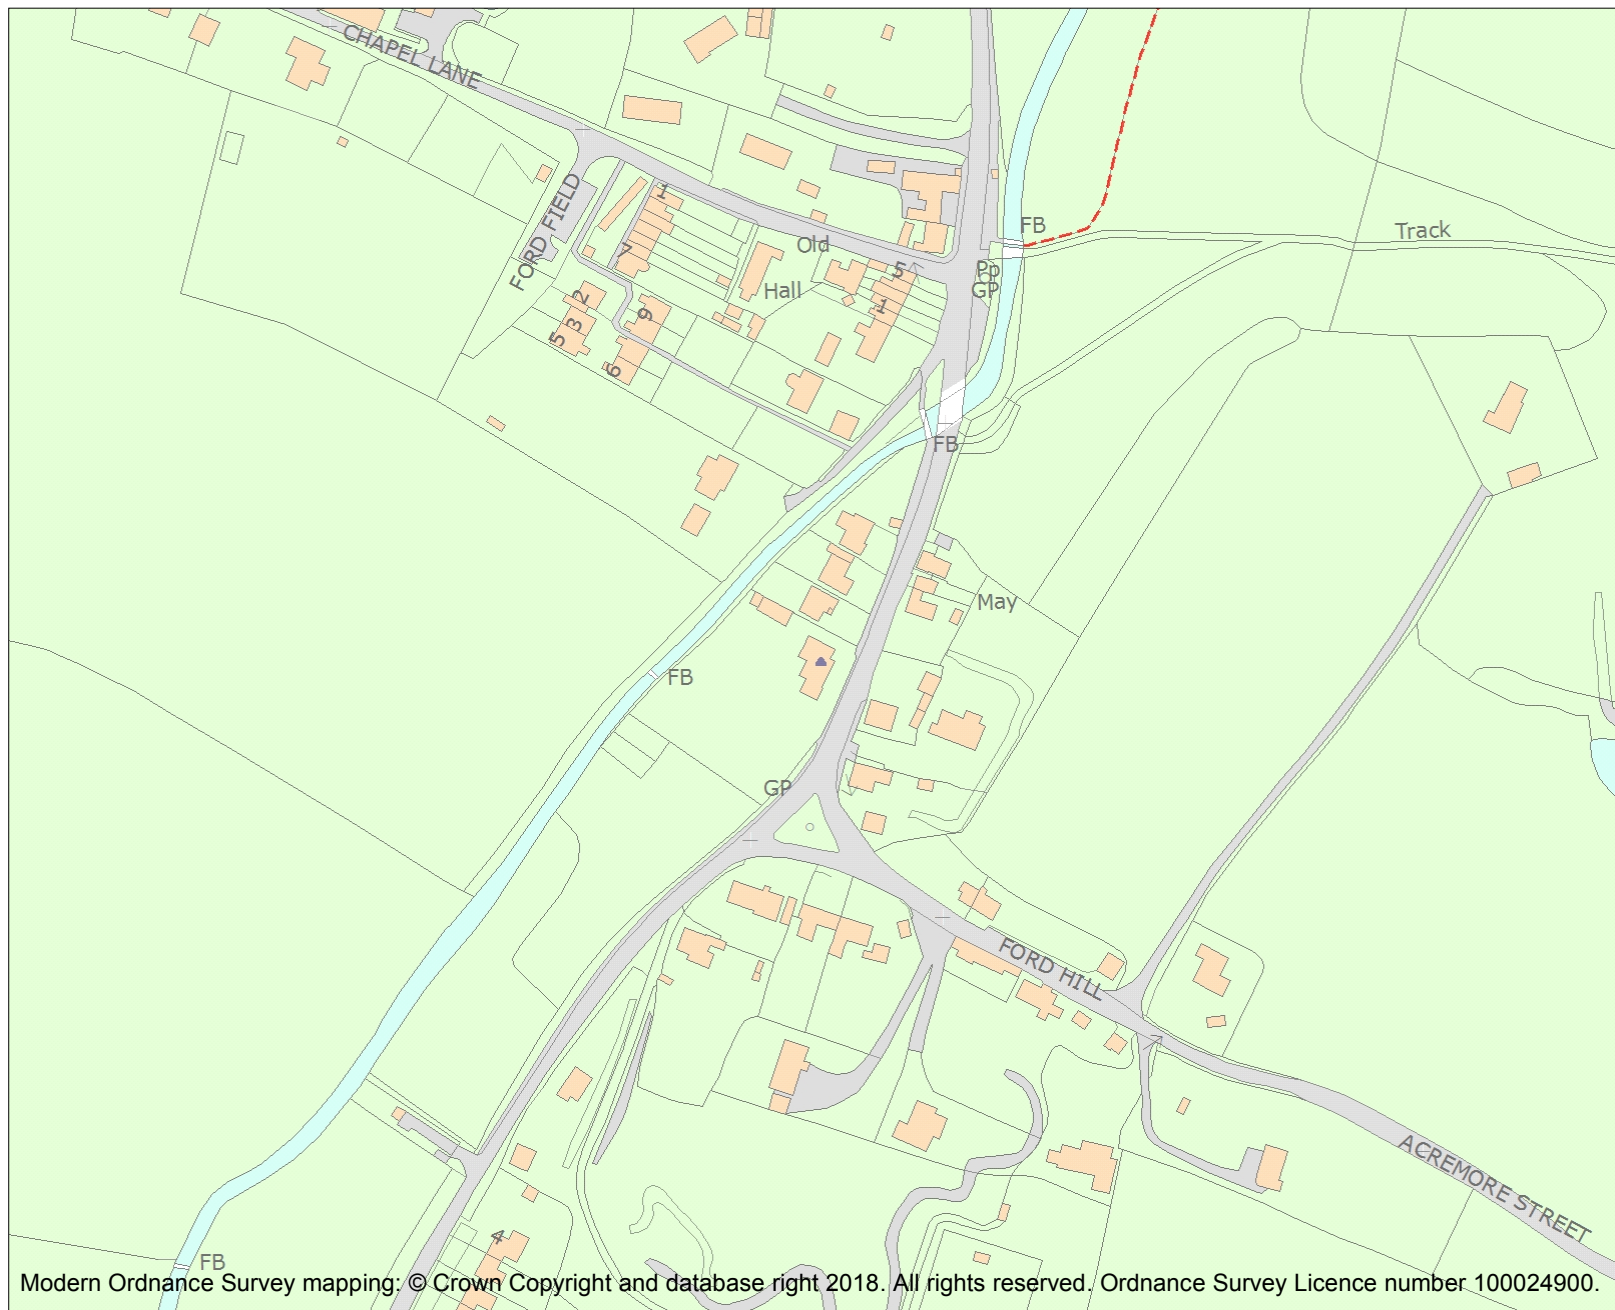 CHAPEL LANE
FORD FIELD
1
7
FB
Track
Old
Hall
5
1
Pp
GP
2
3
5
9
6
FB
May
FB
GP
FORD HILL
ACREMORE STREET
4
FB
Modern Ordnance Survey mapping: © Crown Copyright and database right 2018. All rights reserved. Ordnance Survey Licence number 100024900.